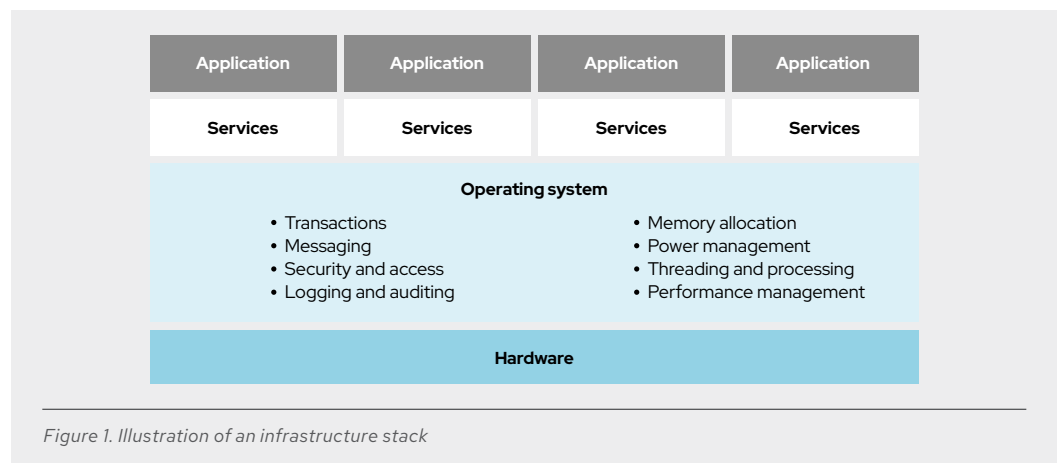 Application Application Application Application
Services Services Services Services
Operating system
• Transactions
• Messaging
• Security and access
• Logging and auditing
• Memory allocation
• Power management
• Threading and processing
• Performance management
Hardware
Figure 1. Illustration of an infrastructure stack